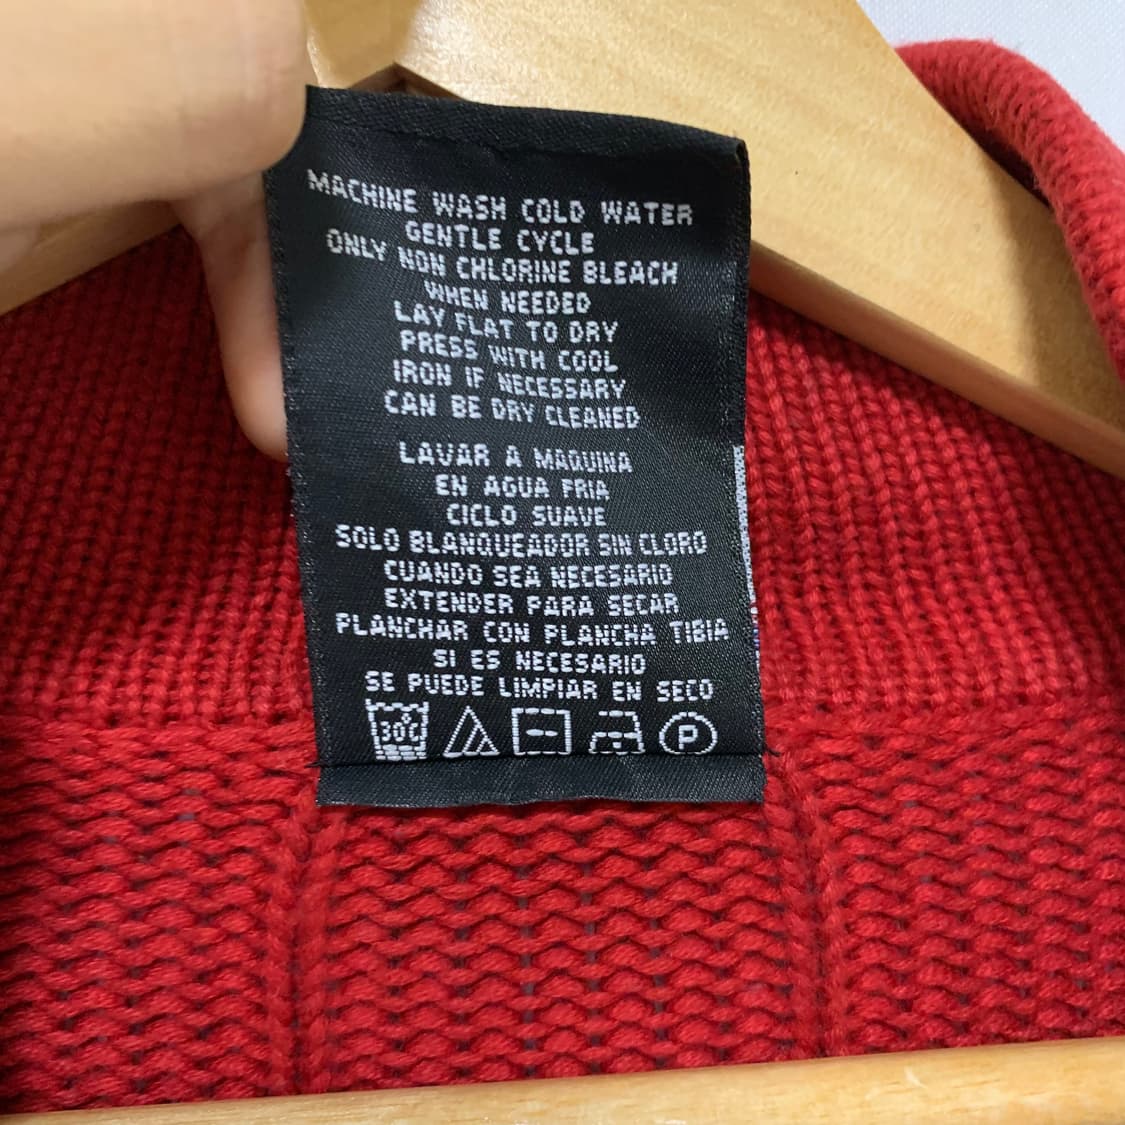 MACHINE WASH COLD WATER
GENTLE CYCLE
ONLY NON CHLORINE BLEACH
WHEN NEEDED
LAY FLAT TO DRY
PRESS WITH COOL
IRON IF NECESSARY
CAN BE DRY CLEANED
LAVAR A MAQUINA
EN AGUA FRIA
CICLO SUAVE
SOLO BLANQUEADOR SIN CLORO
CUANDO SEA NECESARIO
EXTENDER PARA SECAR
PLANCHAR CON PLANCHA TIBIA
SI ES NECESARIO
SE PUEDE LIMPIAR EN SECO
30C P